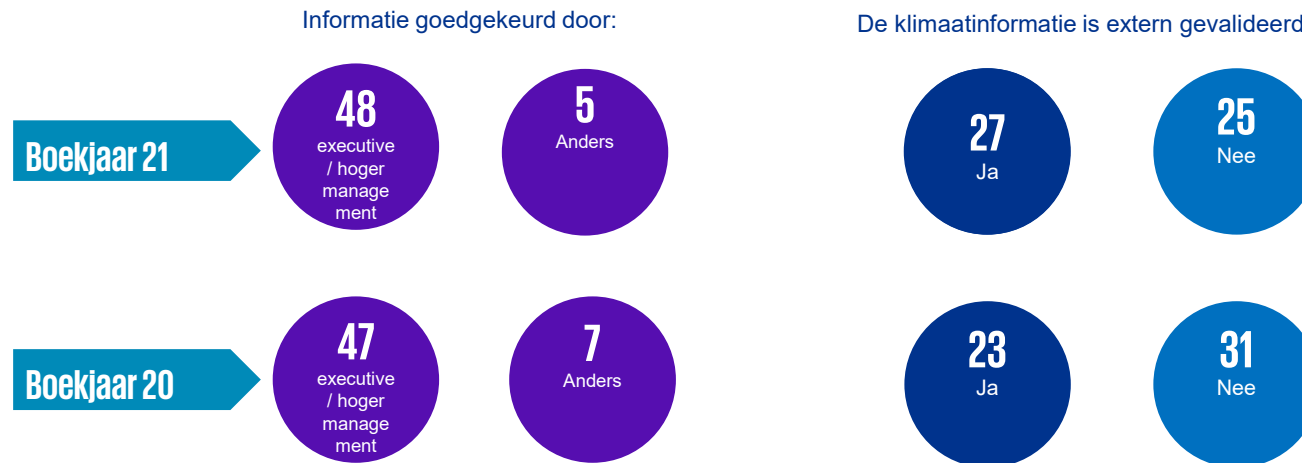 Informatie goedgekeurd door:
De klimaatinformatie is extern gevalideerd
Boekjaar 21
48
executive
/ hoger
manage
ment
5
Anders
27
Ja
25
Nee
Boekjaar 20
47
executive
/ hoger
manage
ment
7
Anders
23
Ja
31
Nee